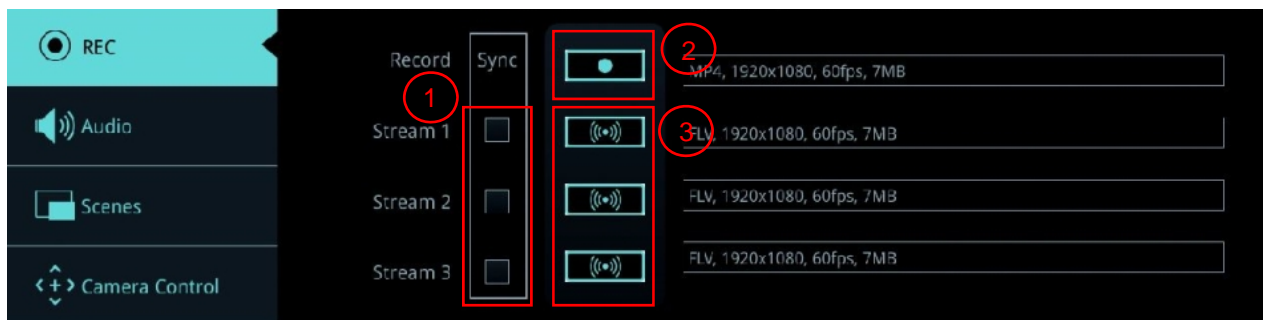 REC
Audio
Scenes
Camera Control
Record Sync 2 MP4, 1920x1080, 60fps, 7MB
1
Stream 1 3 FLV, 1920x1080, 60fps, 7MB
Stream 2 FLV, 1920x1080, 60fps, 7MB
Stream 3 FLV, 1920x1080, 60fps, 7MB